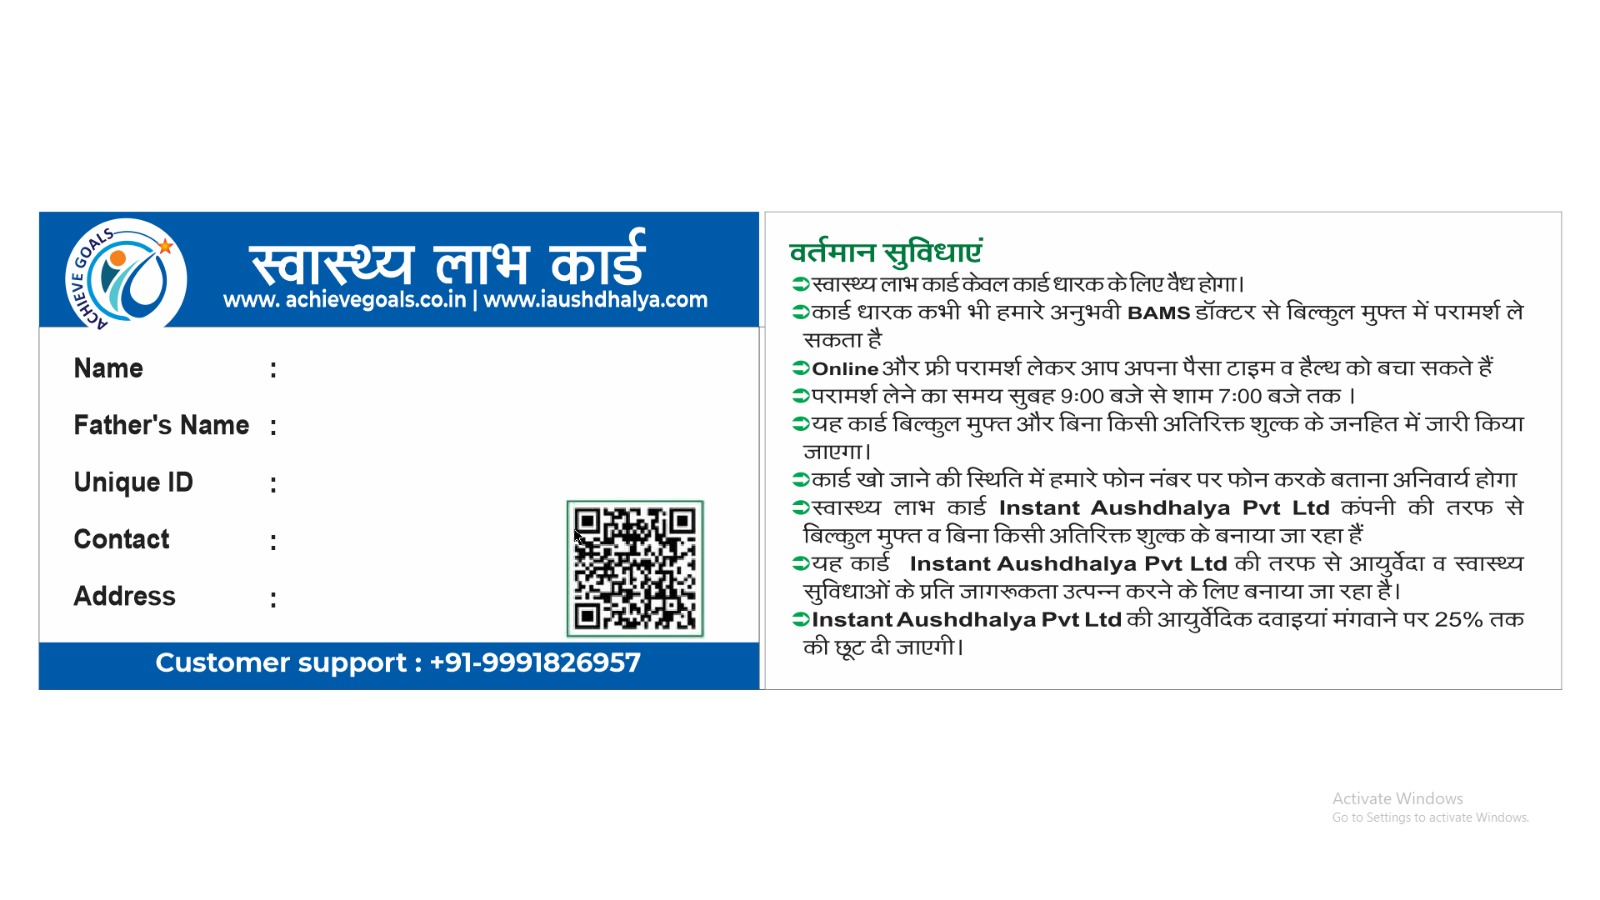 ACHIEVE GOALS
स्वास्थ्य लाभ कार्ड
www. achievegoals.co.in | www.iaushdhalya.com
Name :
Father's Name :
Unique ID :
Contact :
Address :
Customer support : +91-9991826957
वर्तमान सुविधाएं
स्वास्थ्य लाभ कार्ड केवल कार्ड धारक के लिए वैध होगा।
कार्ड धारक कभी भी हमारे अनुभवी BAMS डॉक्टर से बिल्कुल मुफ्त में परामर्श ले
सकता है
Online और फ्री परामर्श लेकर आप अपना पैसा टाइम व हैल्थ को बचा सकते हैं
परामर्श लेने का समय सुबह 9:00 बजे से शाम 7:00 बजे तक ।
यह कार्ड बिल्कुल मुफ्त और बिना किसी अतिरिक्त शुल्क के जनहित में जारी किया
जाएगा।
कार्ड खो जाने की स्थिति में हमारे फोन नंबर पर फोन करके बताना अनिवार्य होगा
स्वास्थ्य लाभ कार्ड Instant Aushdhalya Pvt Ltd कंपनी की तरफ से
बिल्कुल मुफ्त व बिना किसी अतिरिक्त शुल्क के बनाया जा रहा हैं
यह कार्ड Instant Aushdhalya Pvt Ltd की तरफ से आयुर्वेदा व स्वास्थ्य
सुविधाओं के प्रति जागरूकता उत्पन्न करने के लिए बनाया जा रहा है।
Instant Aushdhalya Pvt Ltd की आयुर्वेदिक दवाइयां मंगवाने पर 25% तक
की छूट दी जाएगी।
Activate Windows
Go to Settings to activate Windows.